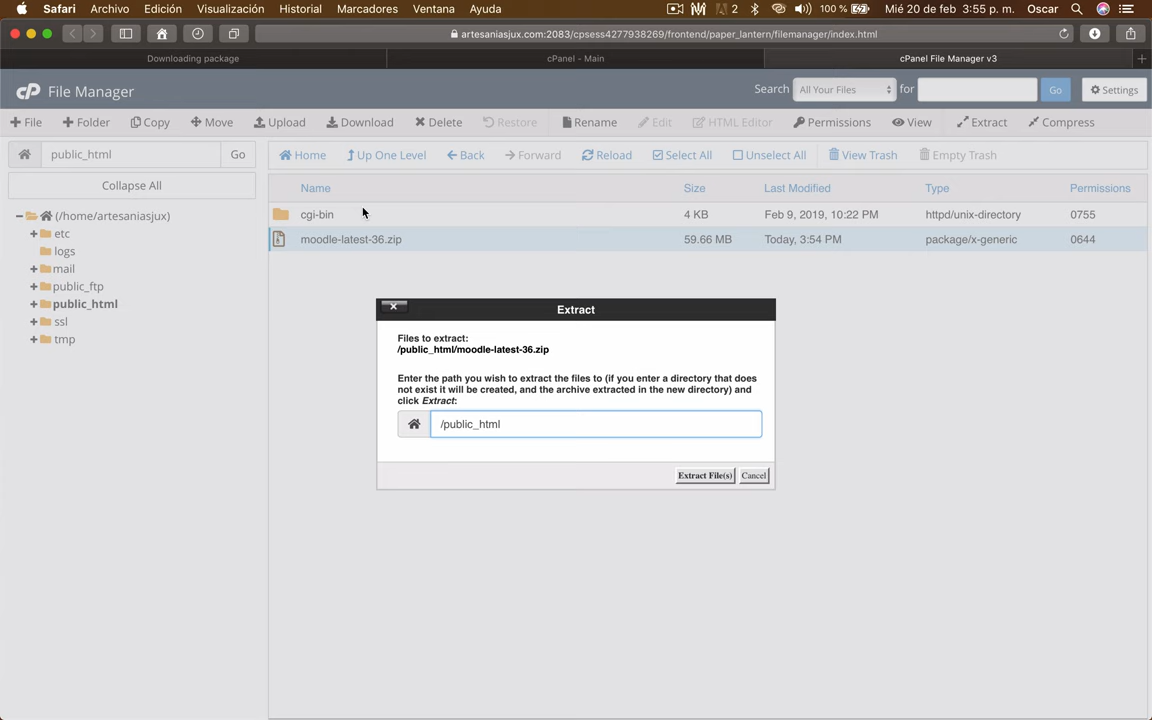 Safari Archivo Edición Visualización Historial Marcadores Ventana Ayuda 2 100 % Mié 20 de feb 3:55 p. m. Oscar
artesaniasjux.com:2083/cpsess4277938269/frontend/paper_lantern/filemanager/index.html
Downloading package cPanel - Main cPanel File Manager v3
cP File Manager Search All Your Files for Go Settings
File Folder Copy Move Upload Download Delete Restore Rename Edit HTML Editor Permissions View Extract Compress
public_html Go Home Up One Level Back Forward Reload Select All Unselect All View Trash Empty Trash
Collapse All
Name Size Last Modified Type Permissions
(/home/artesaniasjux)
cgi-bin 4 KB Feb 9, 2019, 10:22 PM httpd/unix-directory 0755
etc
moodle-latest-36.zip 59.66 MB Today, 3:54 PM package/x-generic 0644
logs
mail
public_ftp
public_html
ssl
tmp
Extract
Files to extract:
/public_html/moodle-latest-36.zip
Enter the path you wish to extract the files to (if you enter a directory that does
not exist it will be created, and the archive extracted in the new directory) and
click Extract:
/public_html
Extract File(s) Cancel